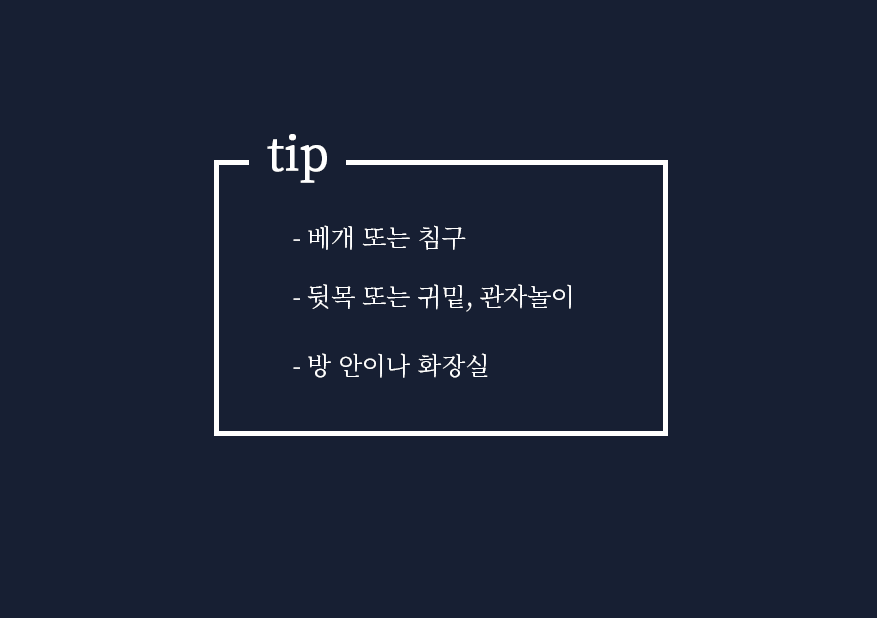 tip
- 베개 또는 침구
- 뒷목 또는 귀밑, 관자놀이
- 방 안이나 화장실